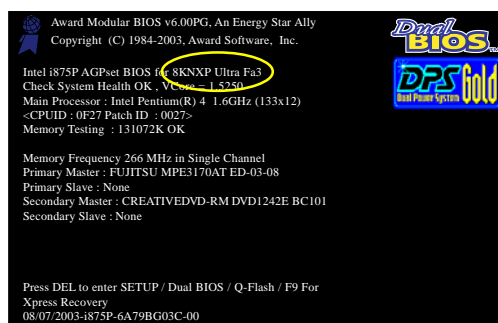 Award Modular BIOS v6.00PG, An Energy Star Ally
Copyright (C) 1984-2003, Award Software, Inc.
Dual
BIOS
TM
Intel i875P AGPset BIOS for 8KNXP Ultra Fa3
Check System Health OK , VCore = 1.5250
Main Processor : Intel Pentium(R) 4 1.6GHz (133x12)
<CPUID : 0F27 Patch ID : 0027>
Memory Testing : 131072K OK
DPS Gold
Dual Power System
Memory Frequency 266 MHz in Single Channel
Primary Master : FUJITSU MPE3170AT ED-03-08
Primary Slave : None
Secondary Master : CREATIVEDVD-RM DVD1242E BC101
Secondary Slave : None
Press DEL to enter SETUP / Dual BIOS / Q-Flash / F9 For
Xpress Recovery
08/07/2003-i875P-6A79BG03C-00